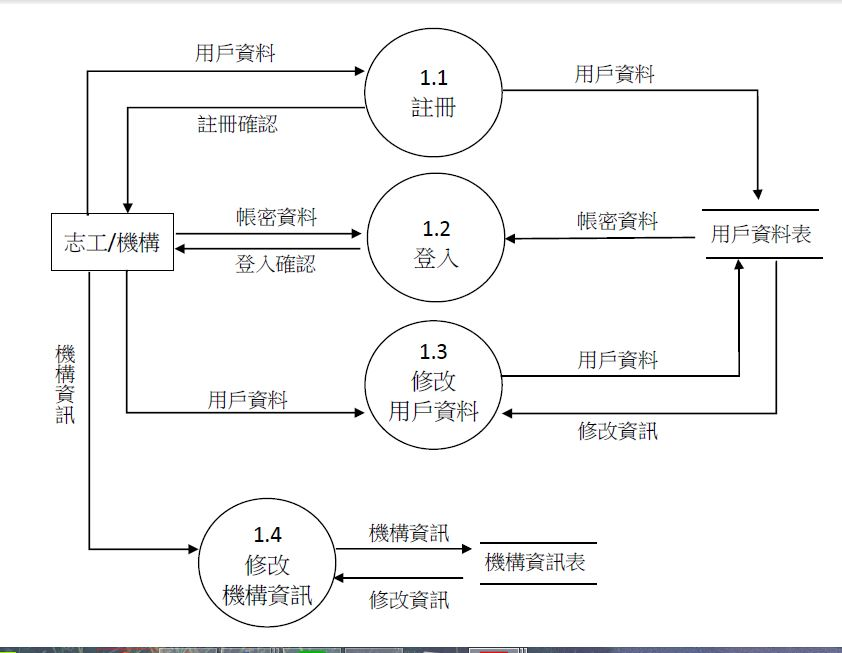 用戶資料
1.1
註冊
用戶資料
註冊確認
志工/機構
帳密資料
登入確認
1.2
登入
帳密資料
用戶資料表
機構資訊
用戶資料
1.3
修改
用戶資料
用戶資料
修改資訊
1.4
修改
機構資訊
機構資訊
修改資訊
機構資訊表